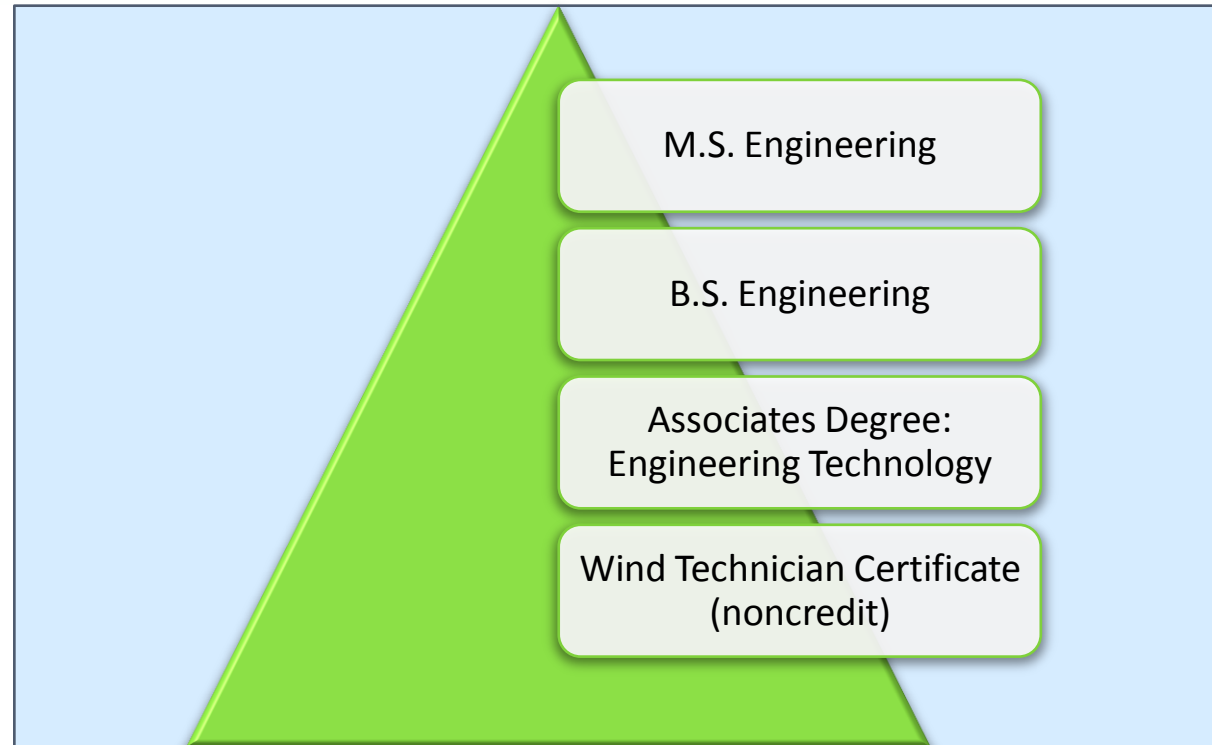 M.S. Engineering
B.S. Engineering
Associates Degree:
Engineering Technology
Wind Technician Certificate
(noncredit)